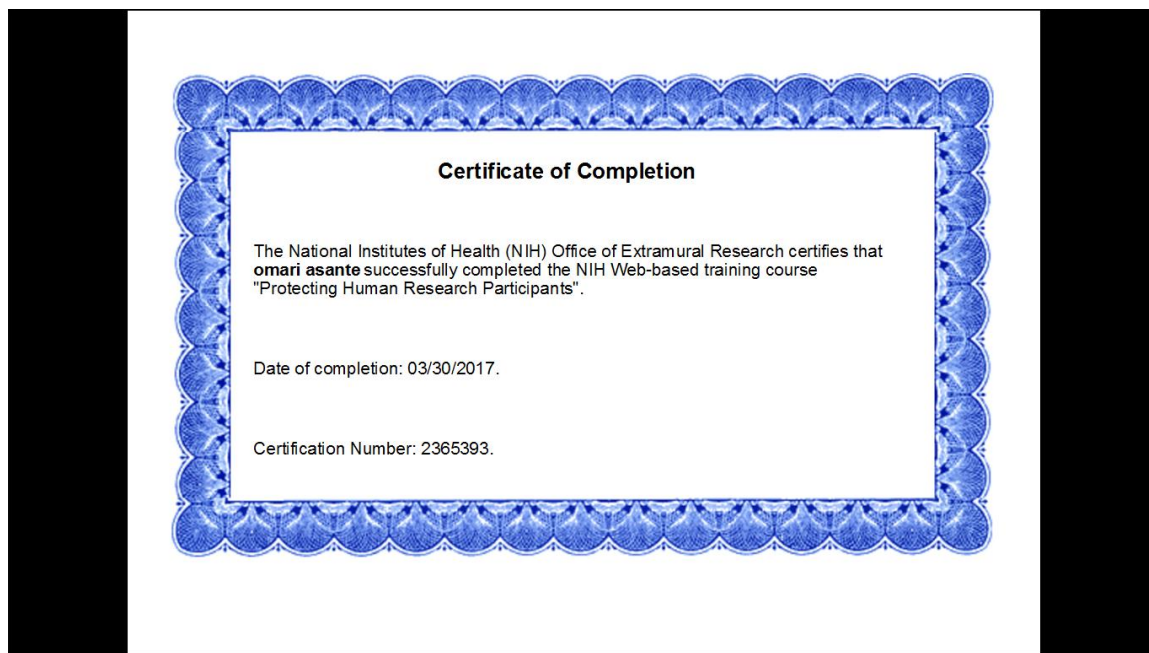 Certificate of Completion
The National Institutes of Health (NIH) Office of Extramural Research certifies that
omari asante successfully completed the NIH Web-based training course
"Protecting Human Research Participants".
Date of completion: 03/30/2017.
Certification Number: 2365393.